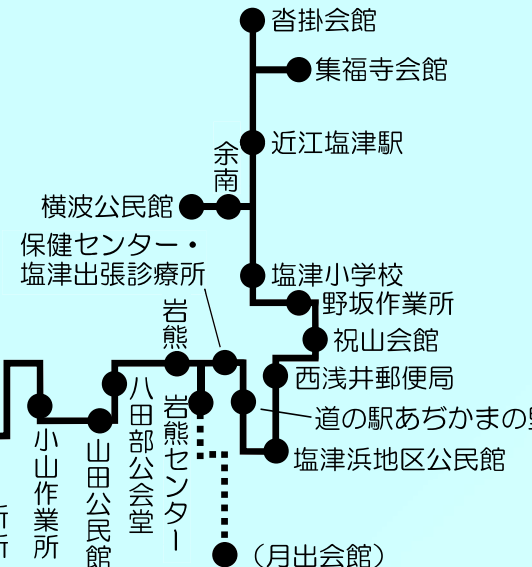 沓掛会館
集福寺会館
近江塩津駅
余南
横波公民館
保健センター・
塩津出張診療所
塩津小学校
野坂作業所
岩熊
祝山会館
西浅井郵便局
八田部公会堂
岩熊センター
道の駅あぢかまの
小山作業所
山田公民館
塩津浜地区公民館
所
（月出会館）